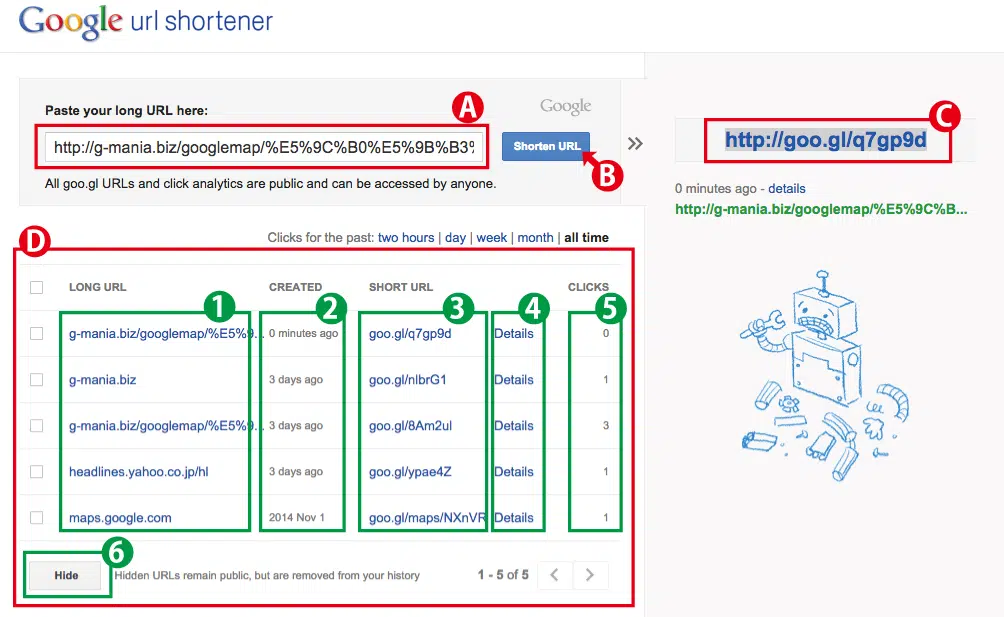 Google url shortener
Paste your long URL here:
A
Google
http://g-mania.biz/googlemap/%E5%9C%B0%E5%9B%B3%
Shorten URL
B
All goo.gl URLs and click analytics are public and can be accessed by anyone.
C
http://goo.gl/q7gp9d
0 minutes ago - details
http://g-mania.biz/googlemap/%E5%9C%B...
D
Clicks for the past: two hours | day | week | month | all time
LONG URL CREATED SHORT URL CLICKS
1 2 3 4 5
g-mania.biz/googlemap/%E5%9... 0 minutes ago goo.gl/q7gp9d Details 0
g-mania.biz 3 days ago goo.gl/nlbrG1 Details 1
g-mania.biz/googlemap/%E5%9... 3 days ago goo.gl/8Am2ul Details 3
headlines.yahoo.co.jp/hl 3 days ago goo.gl/ypae4Z Details 1
maps.google.com 2014 Nov 1 goo.gl/maps/NXnVR Details 1
6
Hide Hidden URLs remain public, but are removed from your history 1 - 5 of 5